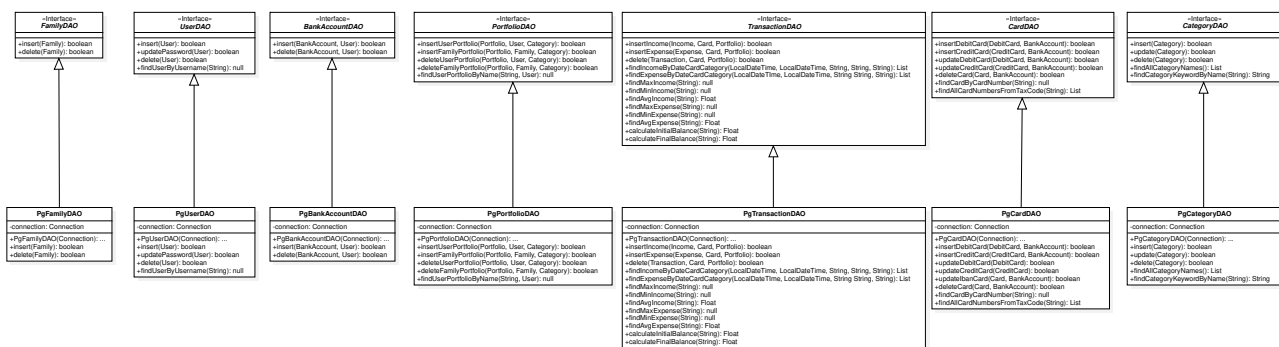 «Interface»
FamilyDAO
+insert(Family): boolean
+delete(Family): boolean
«Interface»
UserDAO
+insert(User): boolean
+updatePassword(User): boolean
+delete(User): boolean
+findUserByUsername(String): null
«Interface»
BankAccountDAO
+insert(BankAccount, User): boolean
+delete(BankAccount, User): boolean
«Interface»
PortfolioDAO
+insertUserPortfolio(Portfolio, User, Category): boolean
+insertFamilyPortfolio(Portfolio, Family, Category): boolean
+deleteUserPortfolio(Portfolio, User, Category): boolean
+deleteFamilyPortfolio(Portfolio, Family, Category): boolean
+findUserPortfolioByName(String, User): null
«Interface»
TransactionDAO
+insertIncome(Income, Card, Portfolio): boolean
+insertExpense(Expense, Card, Portfolio): boolean
+delete(Transaction, Card, Portfolio): boolean
+findIncomeByDateCardCategory(LocalDateTime, LocalDateTime, String, String, String): List
+findExpenseByDateCardCategory(LocalDateTIme, LocalDateTime, String, String, String): List
+findMaxIncome(String): null
+findMinIncome(String): null
+findAvgIncome(String): Float
+findMaxExpense(String): null
+findMinExpense(String): null
+findAvgExpense(String): Float
+calculateInitialBalance(String): Float
+calculateFinalBalance(String): Float
«Interface»
CardDAO
+insertDebitCard(DebitCard, BankAccount): boolean
+insertCreditCard(CreditCard, BankAccount): boolean
+updateDebitCard(DebitCard, BankAccount): boolean
+updateCreditCard(CreditCard, BankAccount): boolean
+deleteCard(Card, BankAccount): boolean
+findCardByCardNumber(String): null
+findAllCardNumbersFromTaxCode(String): List
«Interface»
CategoryDAO
+insert(Category): boolean
+update(Category): boolean
+delete(Category): boolean
+findAllCategoryNames(): List
+findCategoryKeywordByName(String): String
PgFamilyDAO
-connection: Connection
+PgFamilyDAO(Connection): ...
+insert(Family): boolean
+delete(Family): boolean
PgUserDAO
-connection: Connection
+PgUserDAO(Connection): ...
+insert(User): boolean
+updatePassword(User): boolean
+delete(User): boolean
+findUserByUsername(String): null
PgBankAccountDAO
-connection: Connection
+PgBankAccountDAO(Connection): ...
+insert(BankAccount, User): boolean
+delete(BankAccount, User): boolean
PgPortfolioDAO
-connection: Connection
+PgPortfolioDAO(Connection): ...
+insertUserPortfolio(Portfolio, User, Category): boolean
+insertFamilyPortfolio(Portfolio, Family, Category): boolean
+deleteUserPortfolio(Portfolio, User, Category): boolean
+deleteFamilyPortfolio(Portfolio, Family, Category): boolean
+findUserPortfolioByName(String, User): null
PgTransactionDAO
-connection: Connection
+PgTransactionDAO(Connection): ...
+insertIncome(Income, Card, Portfolio): boolean
+insertExpense(Expense, Card, Portfolio): boolean
+delete(Transaction, Card, Portfolio): boolean
+findIncomeByDateCardCategory(LocalDateTime, LocalDateTime, String, String, String): List
+findExpenseByDateCardCategory(LocalDateTIme, LocalDateTime, String, String, String): List
+findMaxIncome(String): null
+findMinIncome(String): null
+findAvgIncome(String): Float
+findMaxExpense(String): null
+findMinExpense(String): null
+findAvgExpense(String): Float
+calculateInitialBalance(String): Float
+calculateFinalBalance(String): Float
PgCardDAO
-connection: Connection
+PgCardDAO(Connection): ...
+insertDebitCard(DebitCard, BankAccount): boolean
+insertCreditCard(CreditCard, BankAccount): boolean
+updateDebitCard(DebitCard): boolean
+updateCreditCard(CreditCard): boolean
+updateIbanCard(Card, BankAccount): boolean
+deleteCard(Card, BankAccount): boolean
+findCardByCardNumber(String): null
+findAllCardNumbersFromTaxCode(String): List
PgCategoryDAO
-connection: Connection
+PgCategoryDAO(Connection): ...
+insert(Category): boolean
+update(Category): boolean
+delete(Category): boolean
+findAllCategoryNames(): List
+findCategoryKeywordByName(String): String